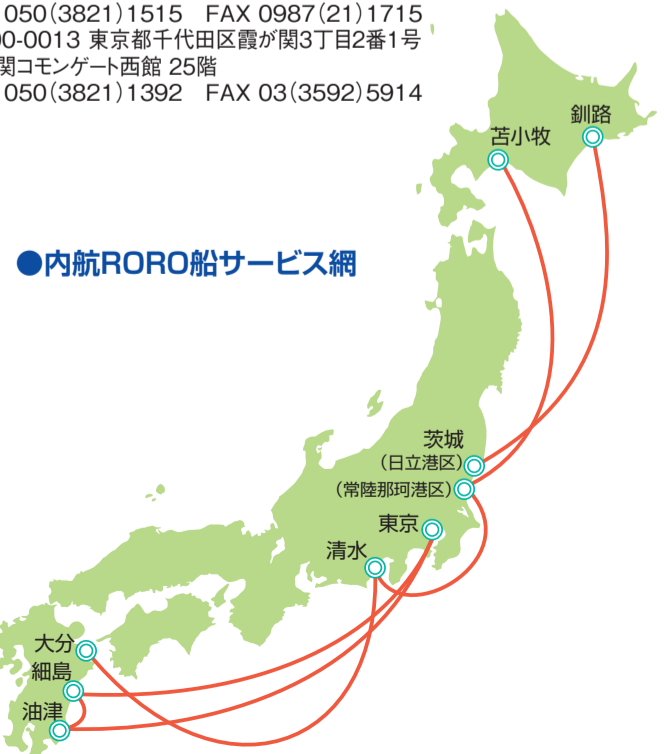 050(3821)1515 FAX 0987(21)1715
00-0013 東京都千代田区霞が関3丁目2番1号
関コモンゲート西館 25階
050(3821)1392 FAX 03(3592)5914
釧路
苫小牧
●内航RORO船サービス網
茨城
(日立港区)
(常陸那珂港区)
東京
清水
大分
細島
油津